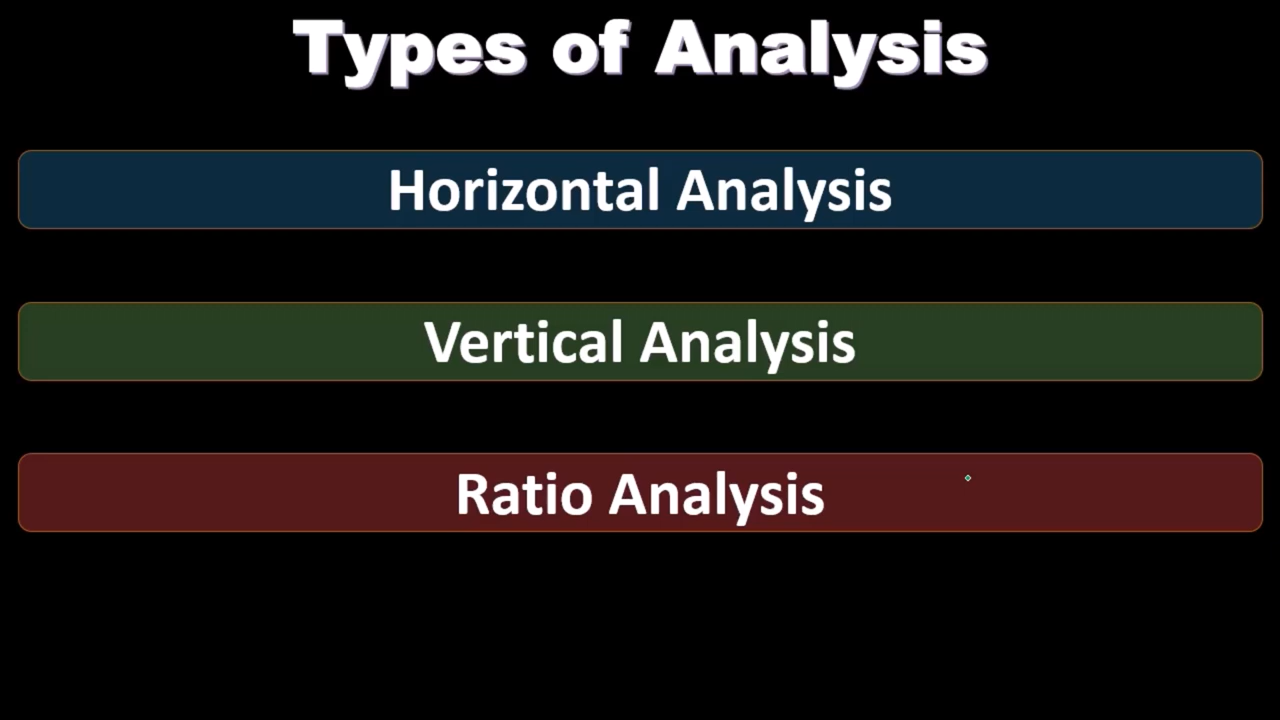 Types of Analysis
Horizontal Analysis
Vertical Analysis
Ratio Analysis